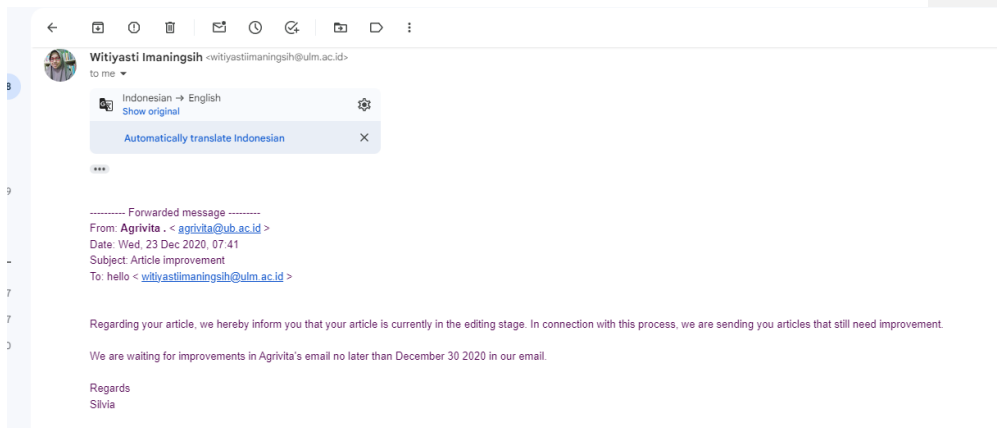 Witiyasti Imaningsih <witiyastiimaningsih@ulm.ac.id>
to me
Indonesian → English
Show original
Automatically translate Indonesian
---------- Forwarded message ---------
From: Agrivita . < agrivita@ub.ac.id >
Date: Wed, 23 Dec 2020, 07:41
Subject: Article improvement
To: hello < witiyastiimaningsih@ulm.ac.id >
Regarding your article, we hereby inform you that your article is currently in the editing stage. In connection with this process, we are sending you articles that still need improvement.
We are waiting for improvements in Agrivita's email no later than December 30 2020 in our email.
Regards
Silvia